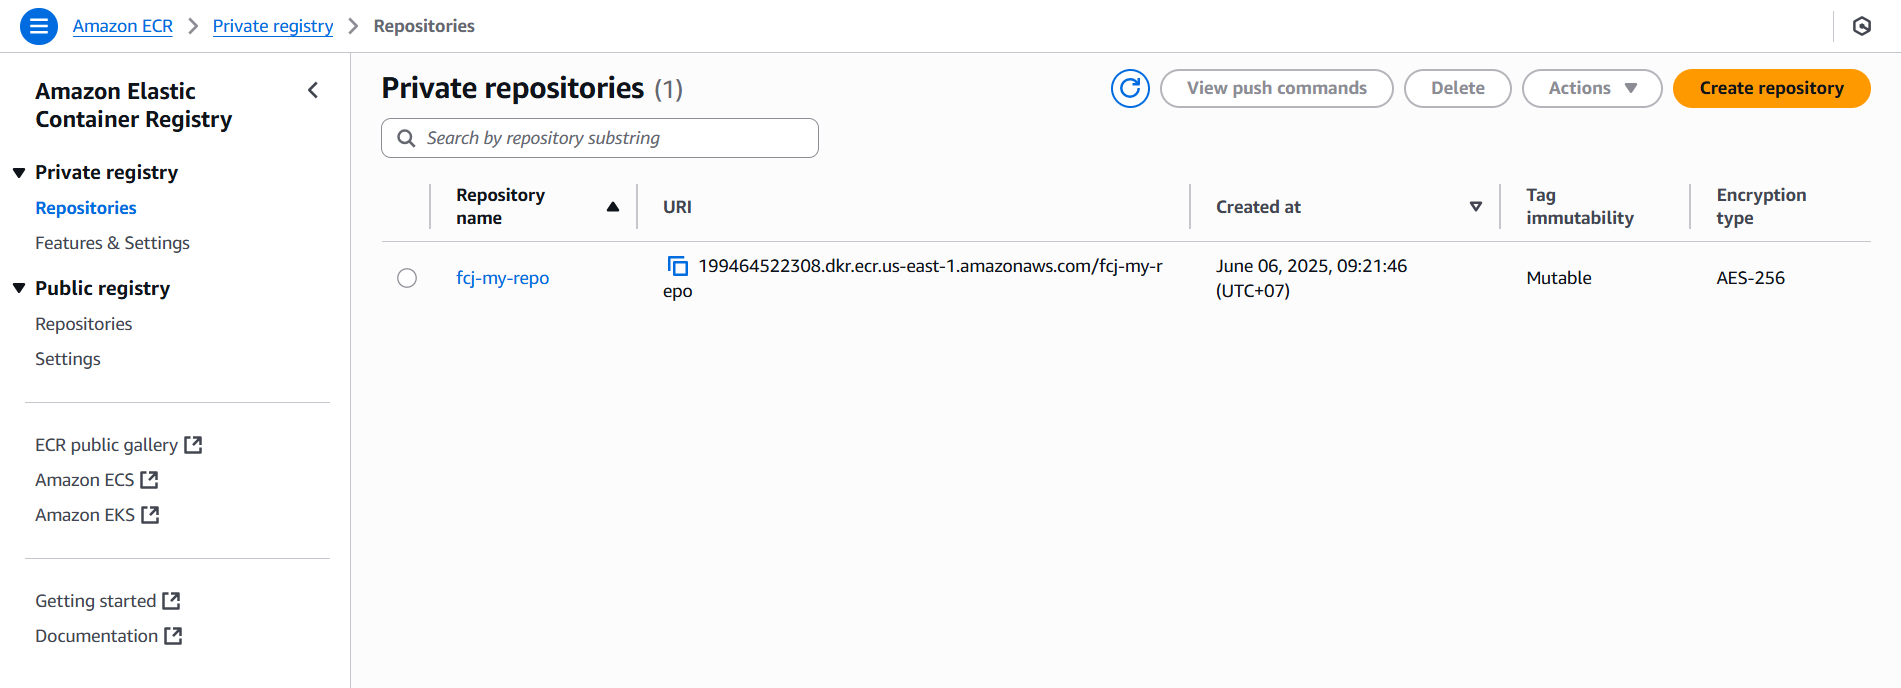 Amazon ECR > Private registry > Repositories
Amazon Elastic
Container Registry
Private registry
Repositories
Features & Settings
Public registry
Repositories
Settings
ECR public gallery
Amazon ECS
Amazon EKS
Getting started
Documentation
Private repositories (1)
View push commands
Delete
Actions
Create repository
Search by repository substring
Repository
name
URI
Created at
Tag
immutability
Encryption
type
fcj-my-repo
199464522308.dkr.ecr.us-east-1.amazonaws.com/fcj-my-r
epo
June 06, 2025, 09:21:46
(UTC+07)
Mutable
AES-256